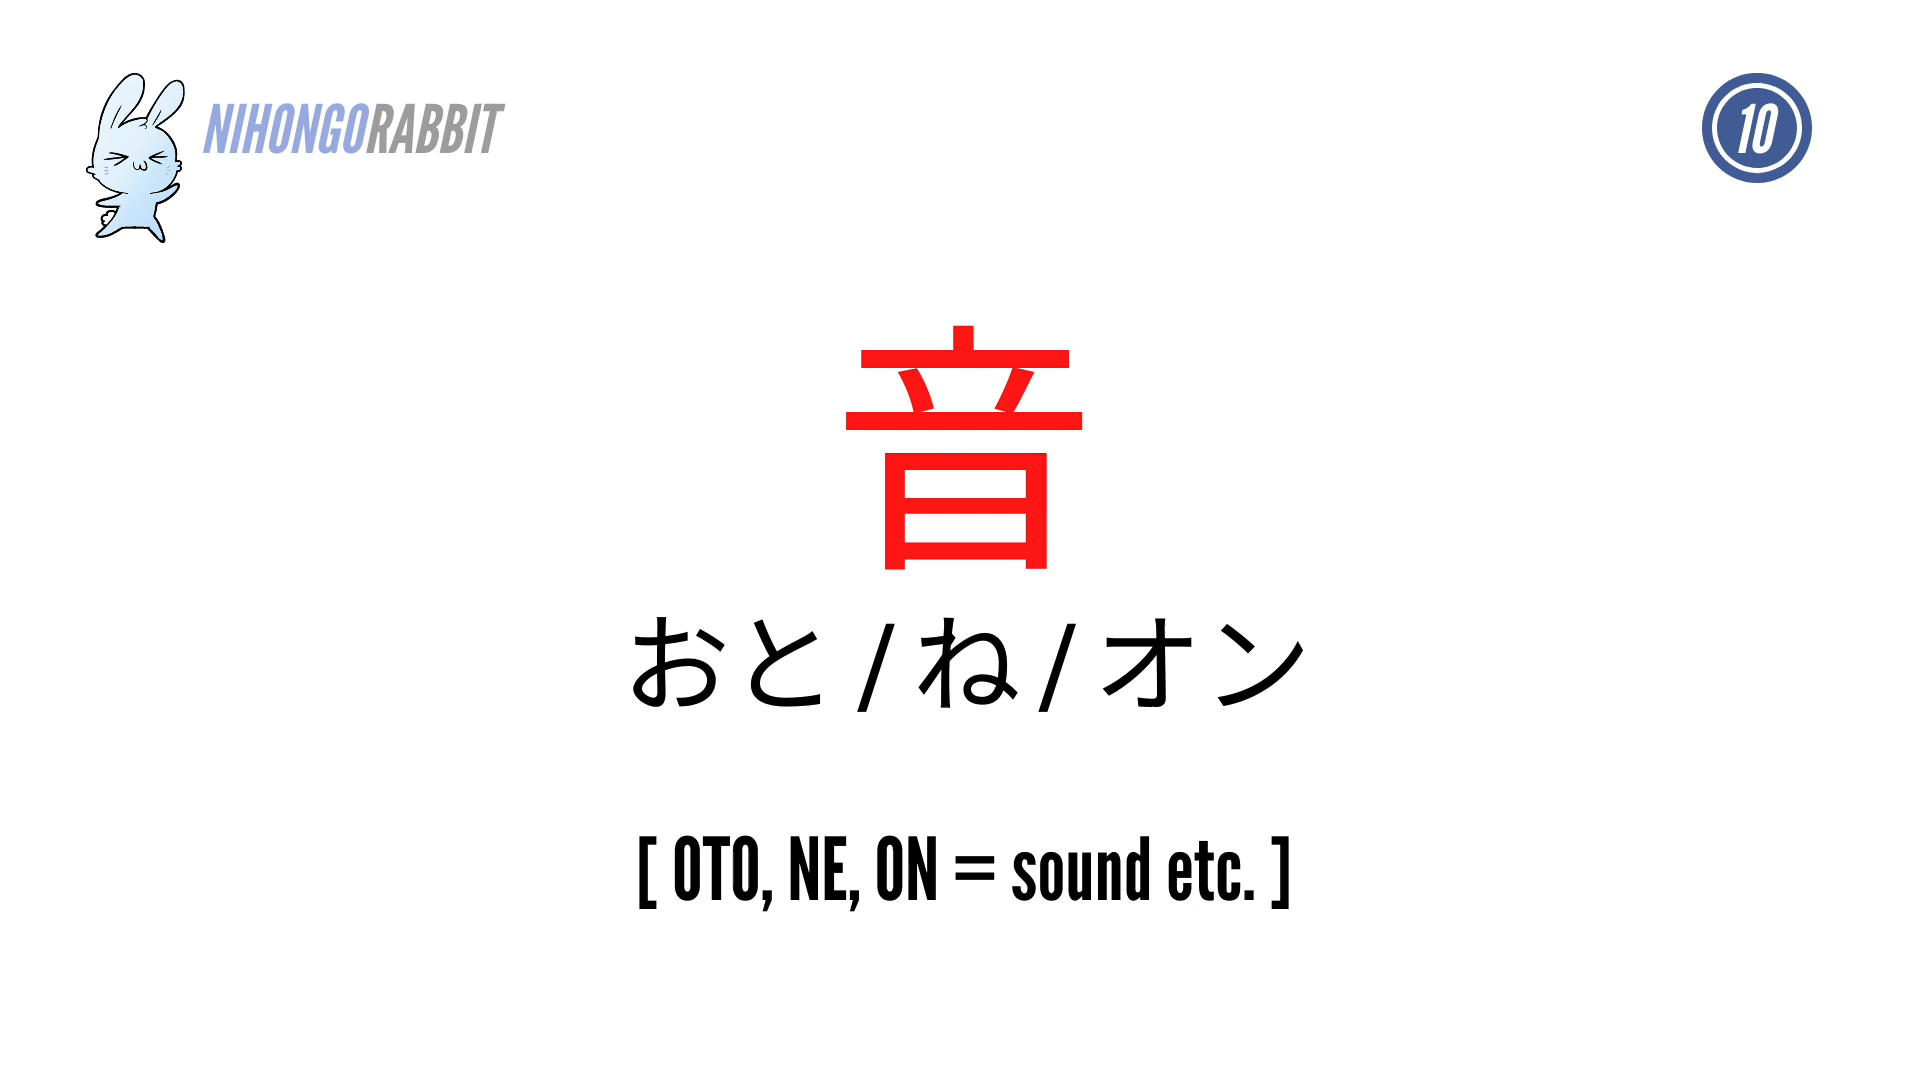 NIHONGORABBIT
10
音
おと/ね/オン
[ OTO, NE, ON = sound etc. ]